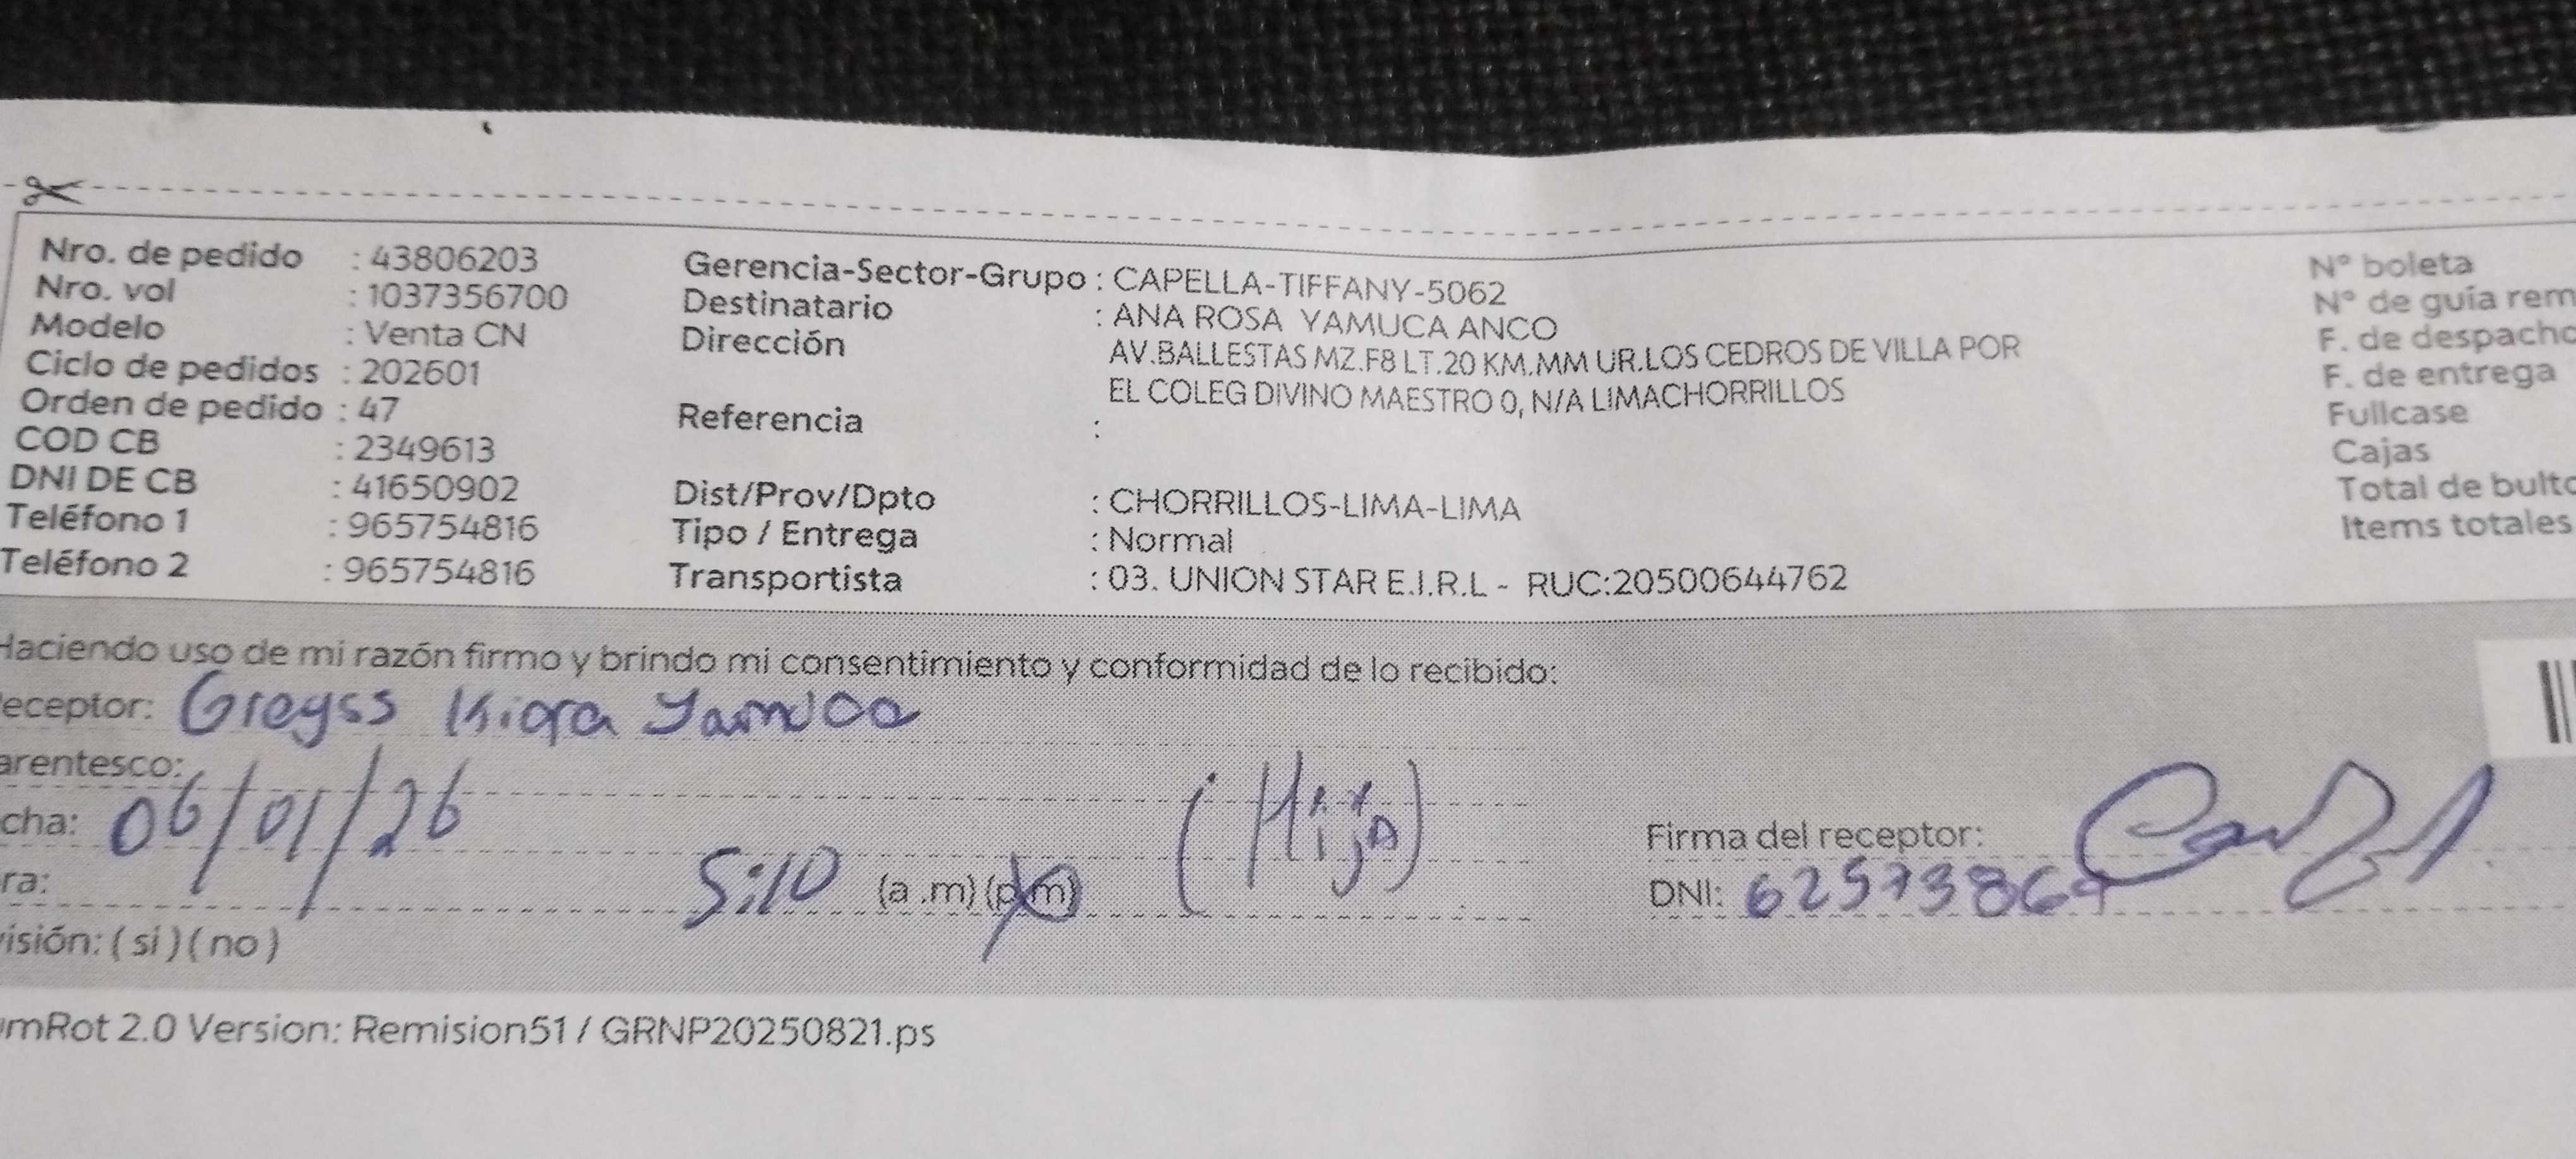 Nro. de pedido : 43806203
Nro. vol : 1037356700
Modelo : Venta CN
Ciclo de pedidos : 202601
Orden de pedido : 47
COD CB : 2349613
DNI DE CB : 41650902
Teléfono 1 : 965754816
Teléfono 2 : 965754816
Gerencia-Sector-Grupo : CAPELLA-TIFFANY-5062
Destinatario : ANA ROSA YAMUCA ANCO
Dirección AV.BALLESTAS MZ.F8 LT.20 KM.MM UR.LOS CEDROS DE VILLA POR
EL COLEG DIVINO MAESTRO 0, N/A LIMACHORRILLOS
Referencia :
Dist/Prov/Dpto : CHORRILLOS-LIMA-LIMA
Tipo / Entrega : Normal
Transportista : 03. UNION STAR E.I.R.L - RUC:20500644762
N° boleta
N° de guía rem
F. de despacho
F. de entrega
Fullcase
Cajas
Total de bulto
Items totales
Haciendo uso de mi razón firmo y brindo mi consentimiento y conformidad de lo recibido:
eceptor: Greyss Kiara Yamuca
arentesco:
cha: 06/01/26 (Hija)
ra: 5:10 (a .m) (p.m)
visión: ( si ) ( no )
Firma del receptor:
DNI:
mRot 2.0 Version: Remision51 / GRNP20250821.ps